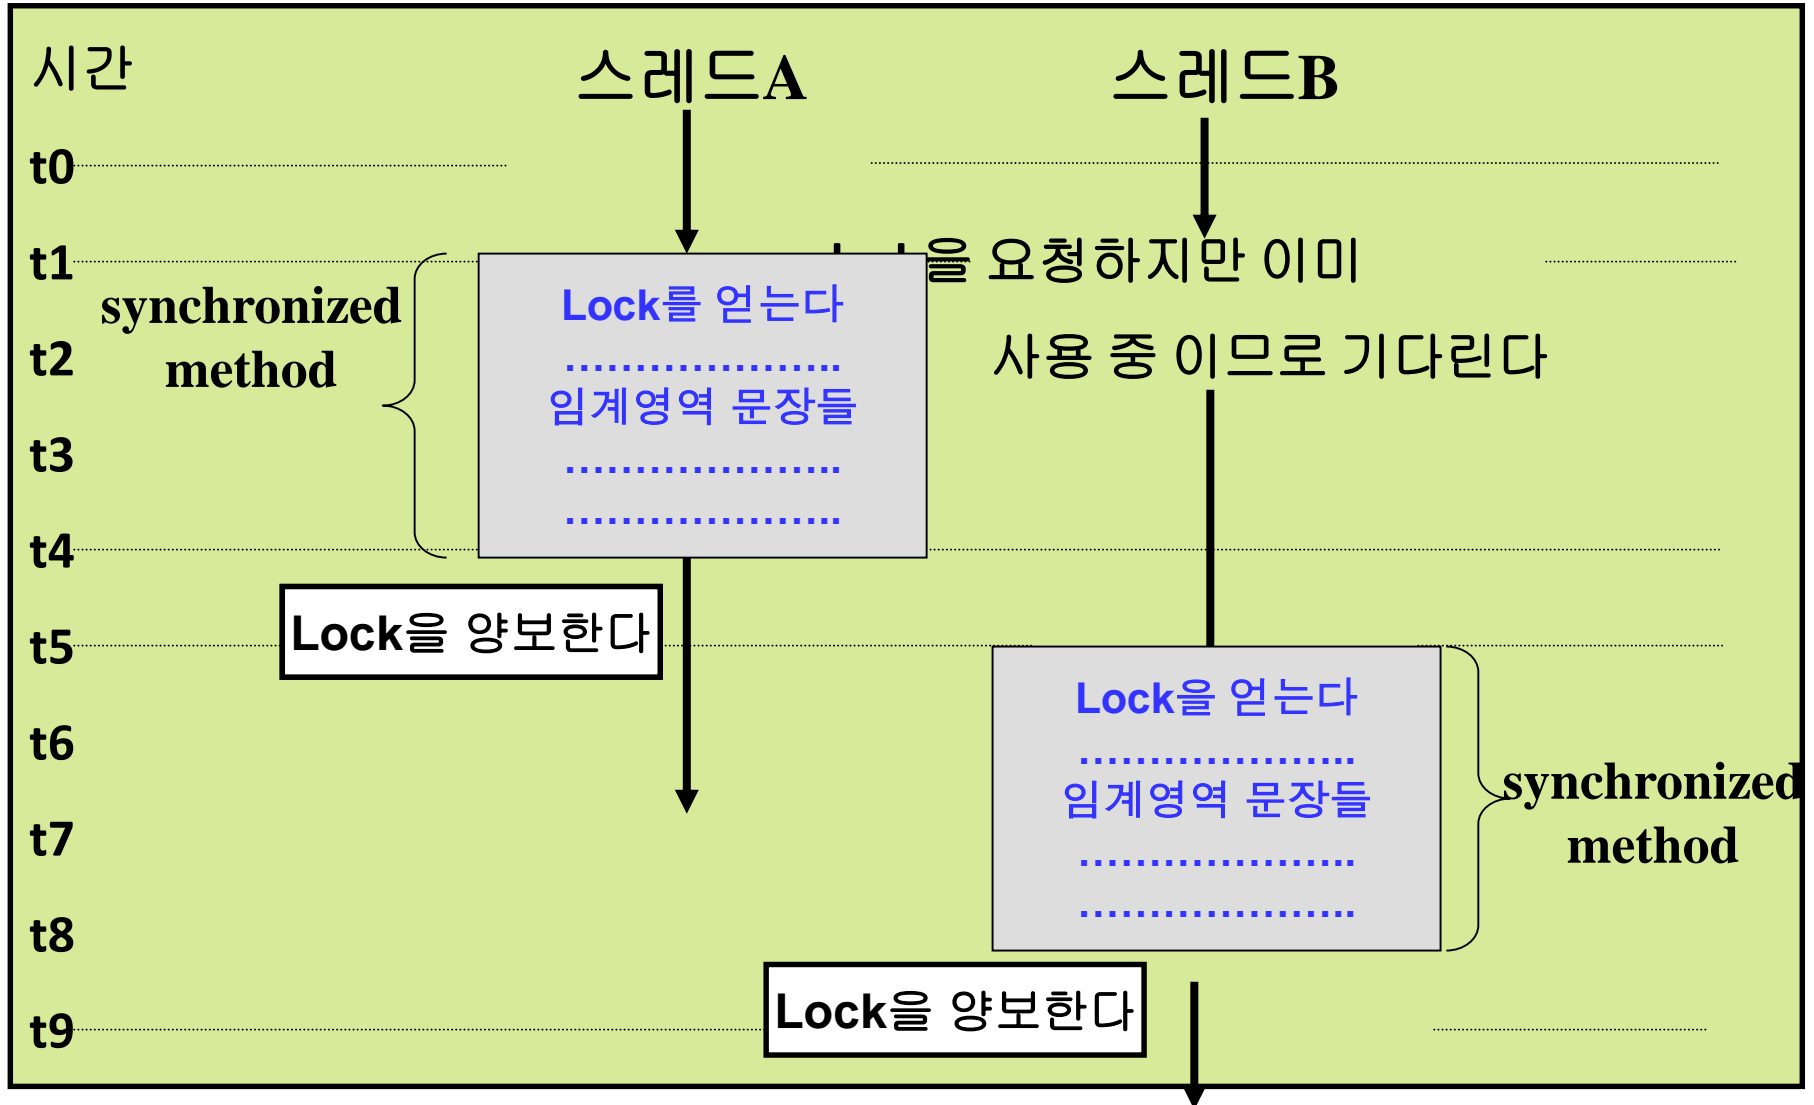 시간
스레드A
스레드B
t0
t1
을 요청하지만 이미
synchronized
method
Lock를 얻는다
t2
사용 중 이므로 기다린다
...................
임계영역 문장들
t3
...................
...................
t4
Lock을 양보한다
t5
Lock을 얻는다
t6
...................
임계영역 문장들
synchronized
method
t7
...................
...................
t8
Lock을 양보한다
t9